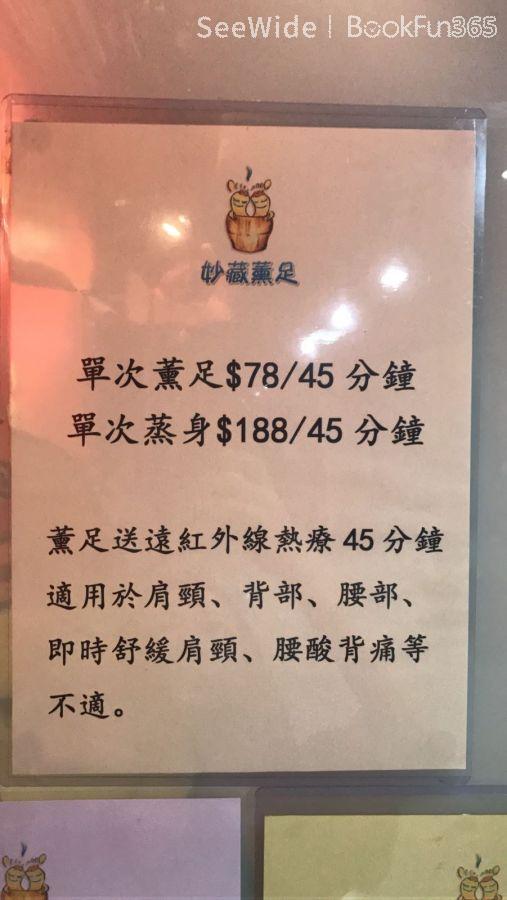 SeeWide | BookFun365
妙藏薰足
單次薰足$78/45 分鐘
單次蒸身$188/45 分鐘
薰足送遠紅外線熱療 45 分鐘
適用於肩頸、背部、腰部、
即時舒緩肩頸、腰酸背痛等
不適。